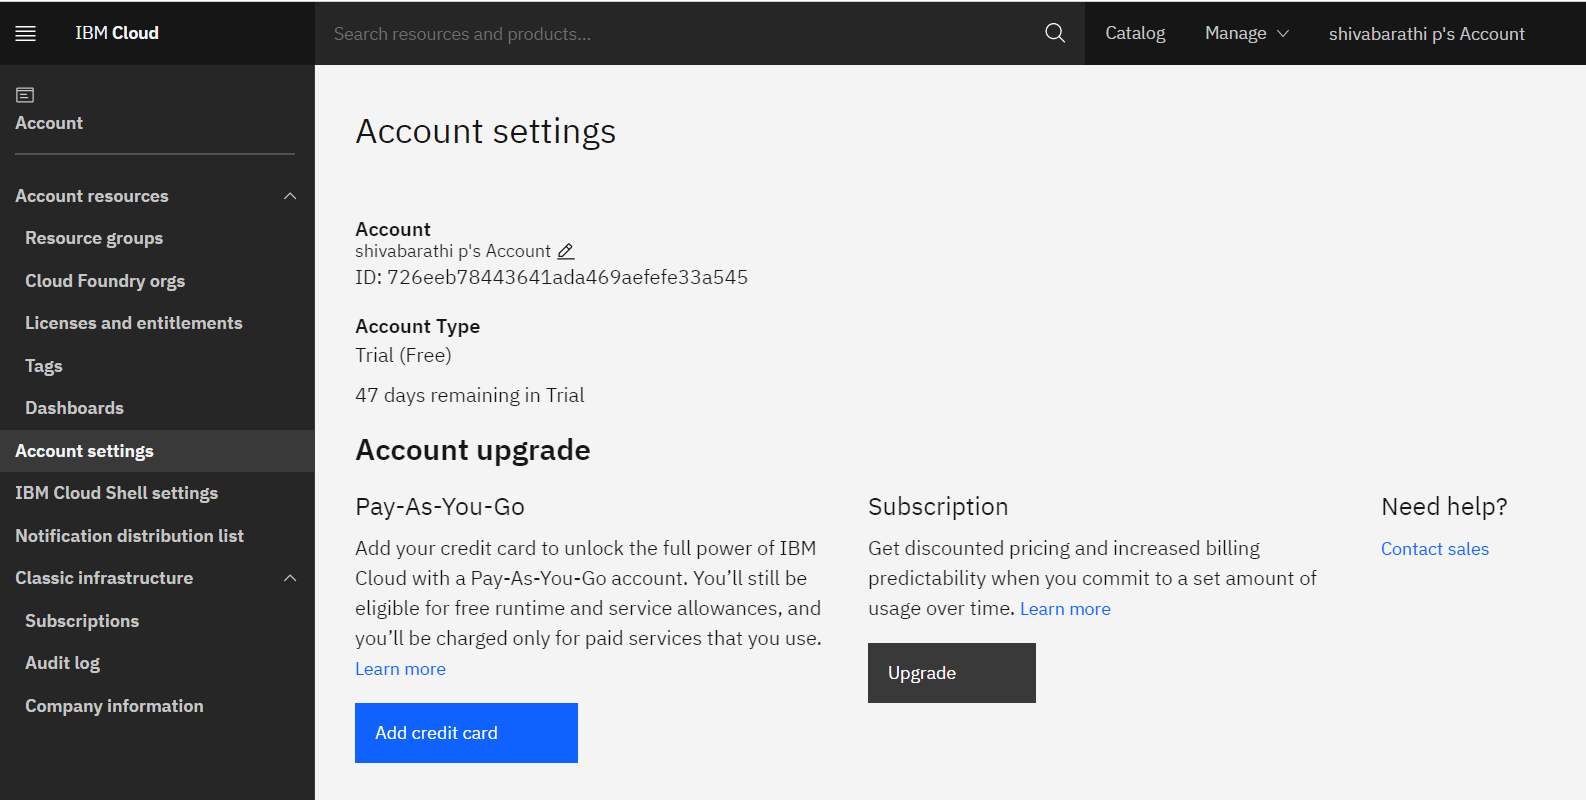 IBM Cloud
Search resources and products...
Catalog
Manage
shivabarathi p's Account
Account
Account resources
Resource groups
Cloud Foundry orgs
Licenses and entitlements
Tags
Dashboards
Account settings
IBM Cloud Shell settings
Notification distribution list
Classic infrastructure
Subscriptions
Audit log
Company information
Account settings
Account
shivabarathi p's Account
ID: 726eeb78443641ada469aefefe33a545
Account Type
Trial (Free)
47 days remaining in Trial
Account upgrade
Pay-As-You-Go
Add your credit card to unlock the full power of IBM
Cloud with a Pay-As-You-Go account. You’ll still be
eligible for free runtime and service allowances, and
you’ll be charged only for paid services that you use.
Learn more
Add credit card
Subscription
Get discounted pricing and increased billing
predictability when you commit to a set amount of
usage over time. Learn more
Upgrade
Need help?
Contact sales